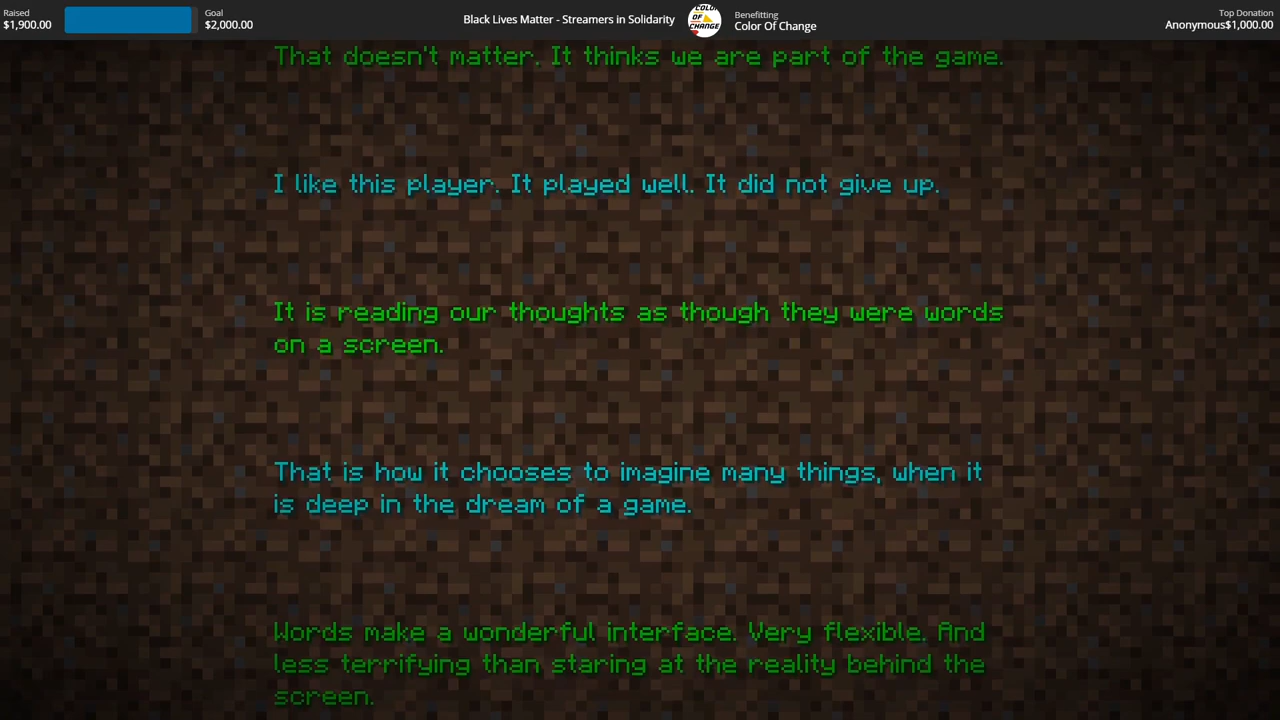 Raised
$1,900.00
Goal
$2,000.00
Black Lives Matter - Streamers in Solidarity
COLOR
OF
CHANGE
Benefitting
Color Of Change
Top Donation
Anonymous$1,000.00
That doesn't matter. It thinks we are part of the game.
I like this player. It played well. It did not give up.
It is reading our thoughts as though they were words
on a screen.
That is how it chooses to imagine many things, when it
is deep in the dream of a game.
Words make a wonderful interface. Very flexible. And
less terrifying than staring at the reality behind the
screen.